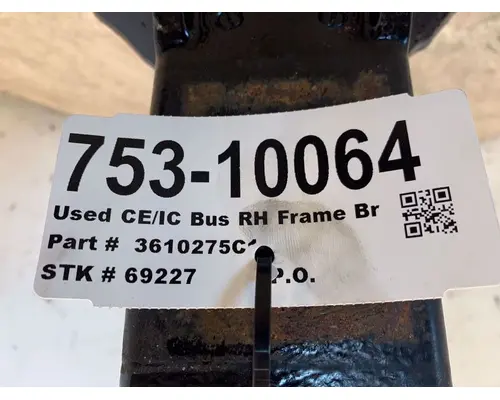 753-10064
Used CE/IC Bus RH Frame Br
Part # 3610275C
STK # 69227 P.O.